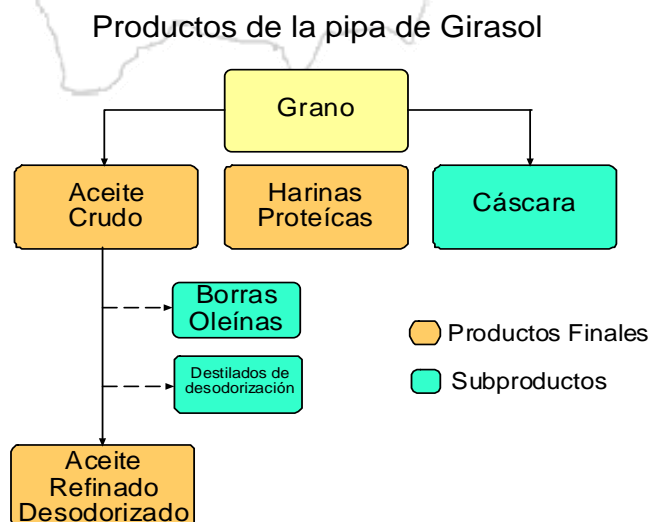 Productos de la pipa de Girasol
Grano
Aceite
Crudo
Harinas
Proteícas
Cáscara
Borras
Oleínas
Destilados de
desodorización
Productos Finales
Subproductos
Aceite
Refinado
Desodorizado